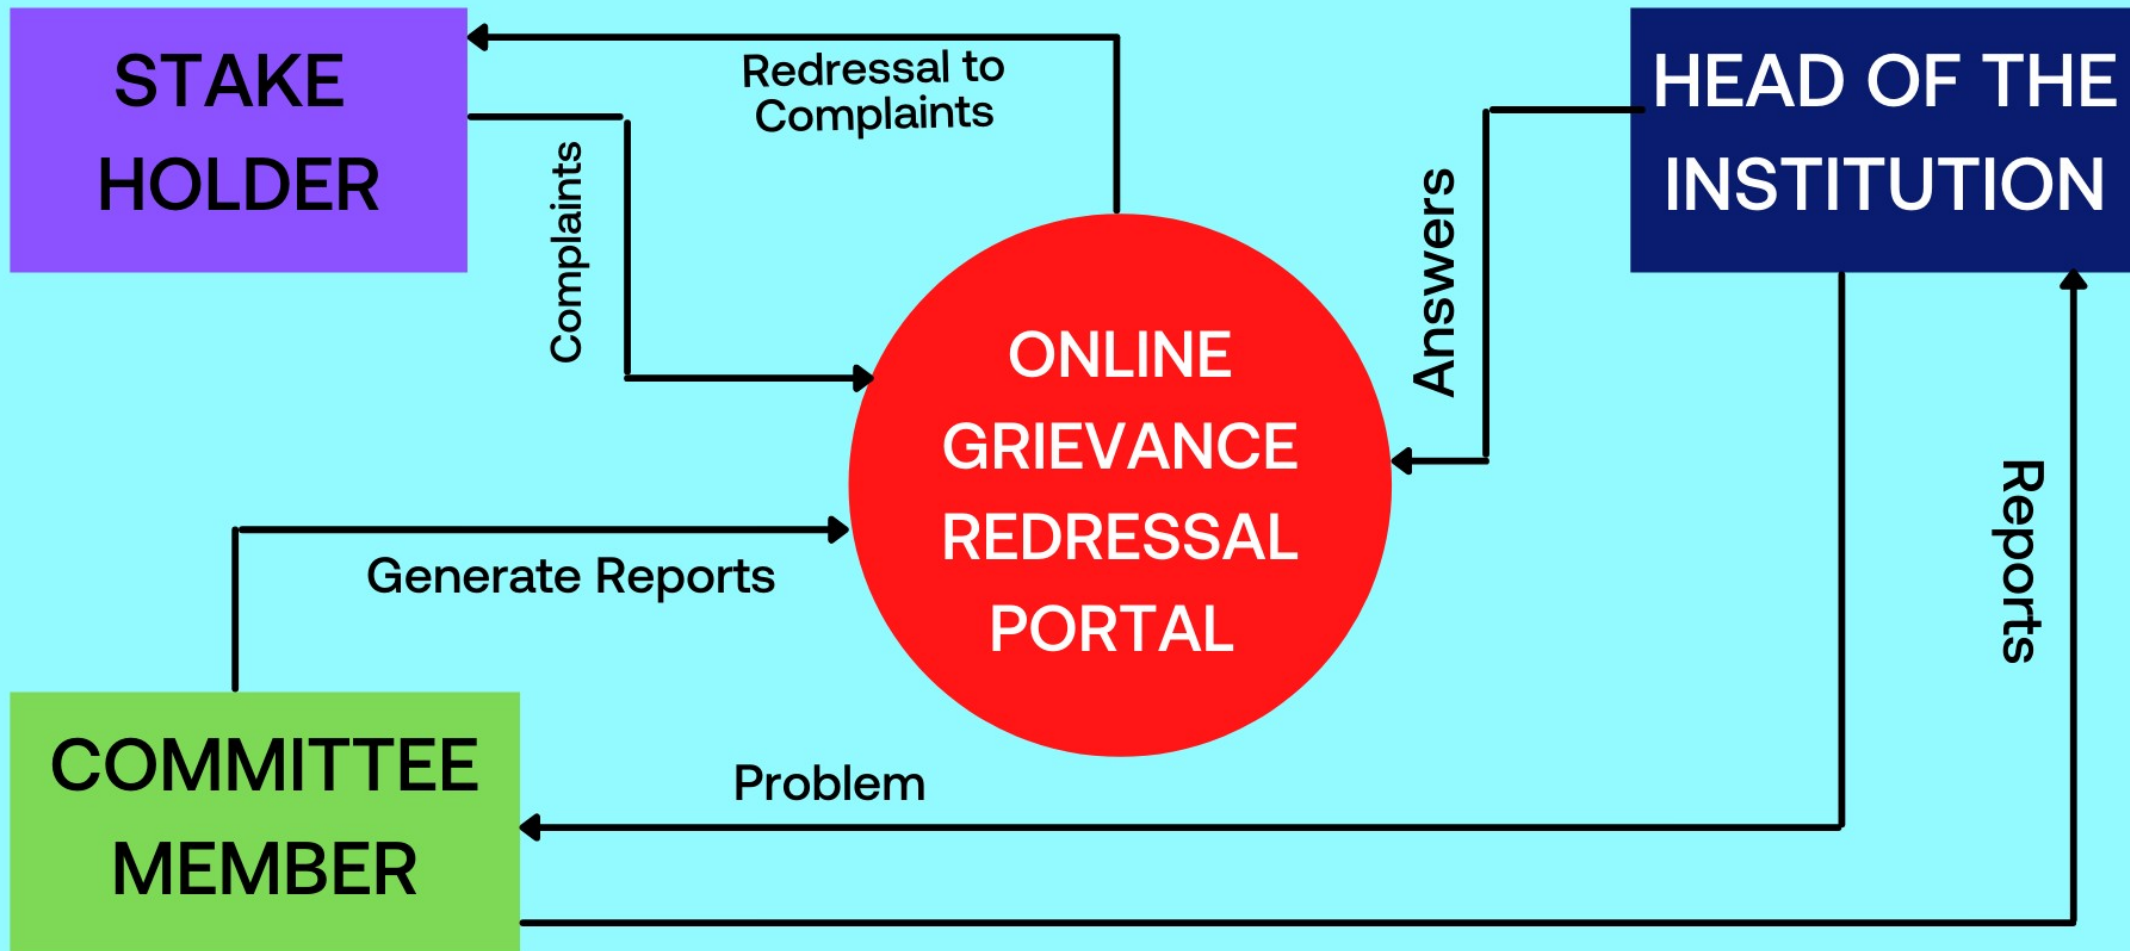 STAKE
HOLDER
Redressal to
Complaints
HEAD OF THE
INSTITUTION
Complaints
Answers
ONLINE
GRIEVANCE
REDRESSAL
PORTAL
Generate Reports
Reports
COMMITTEE
MEMBER
Problem